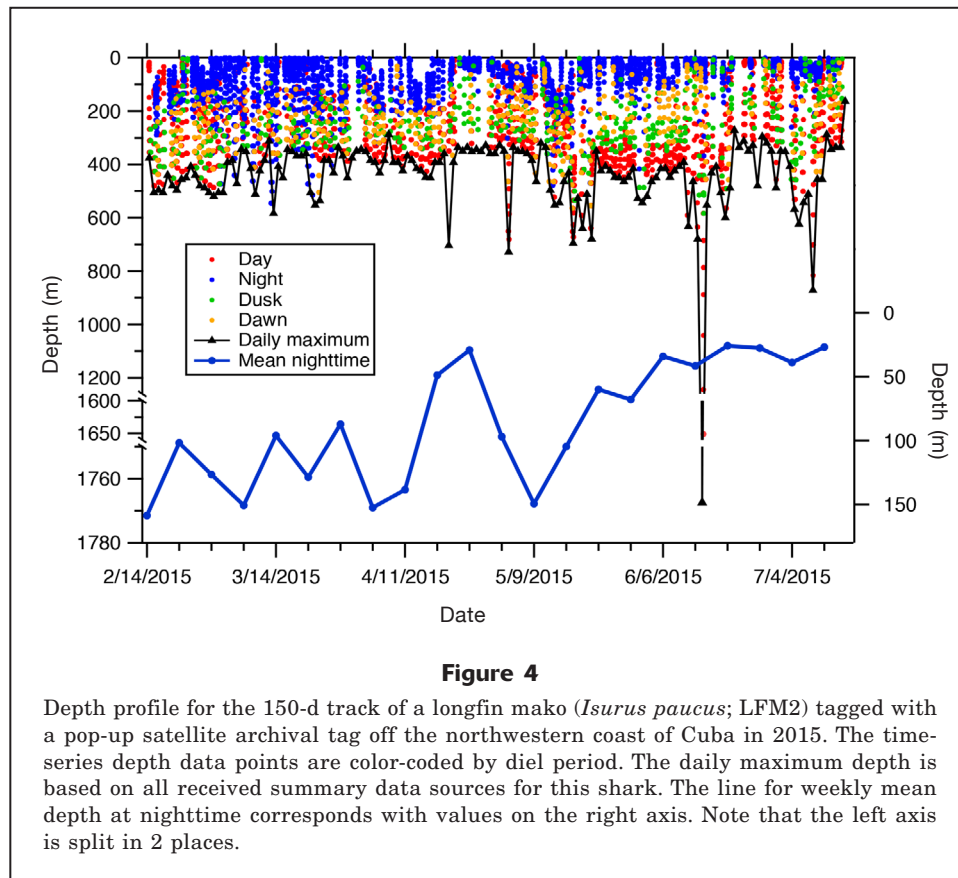 0
200
400
600
800
1000
1200
1600
1650
1760
1780
Depth (m)
Day
Night
Dusk
Dawn
Daily maximum
Mean nighttime
0
50
100
150
Depth (m)
2/14/2015
3/14/2015
4/11/2015
5/9/2015
6/6/2015
7/4/2015
Date
Figure 4
Depth profile for the 150-d track of a longfin mako (Isurus paucus; LFM2) tagged with
a pop-up satellite archival tag off the northwestern coast of Cuba in 2015. The time-
series depth data points are color-coded by diel period. The daily maximum depth is
based on all received summary data sources for this shark. The line for weekly mean
depth at nighttime corresponds with values on the right axis. Note that the left axis
is split in 2 places.